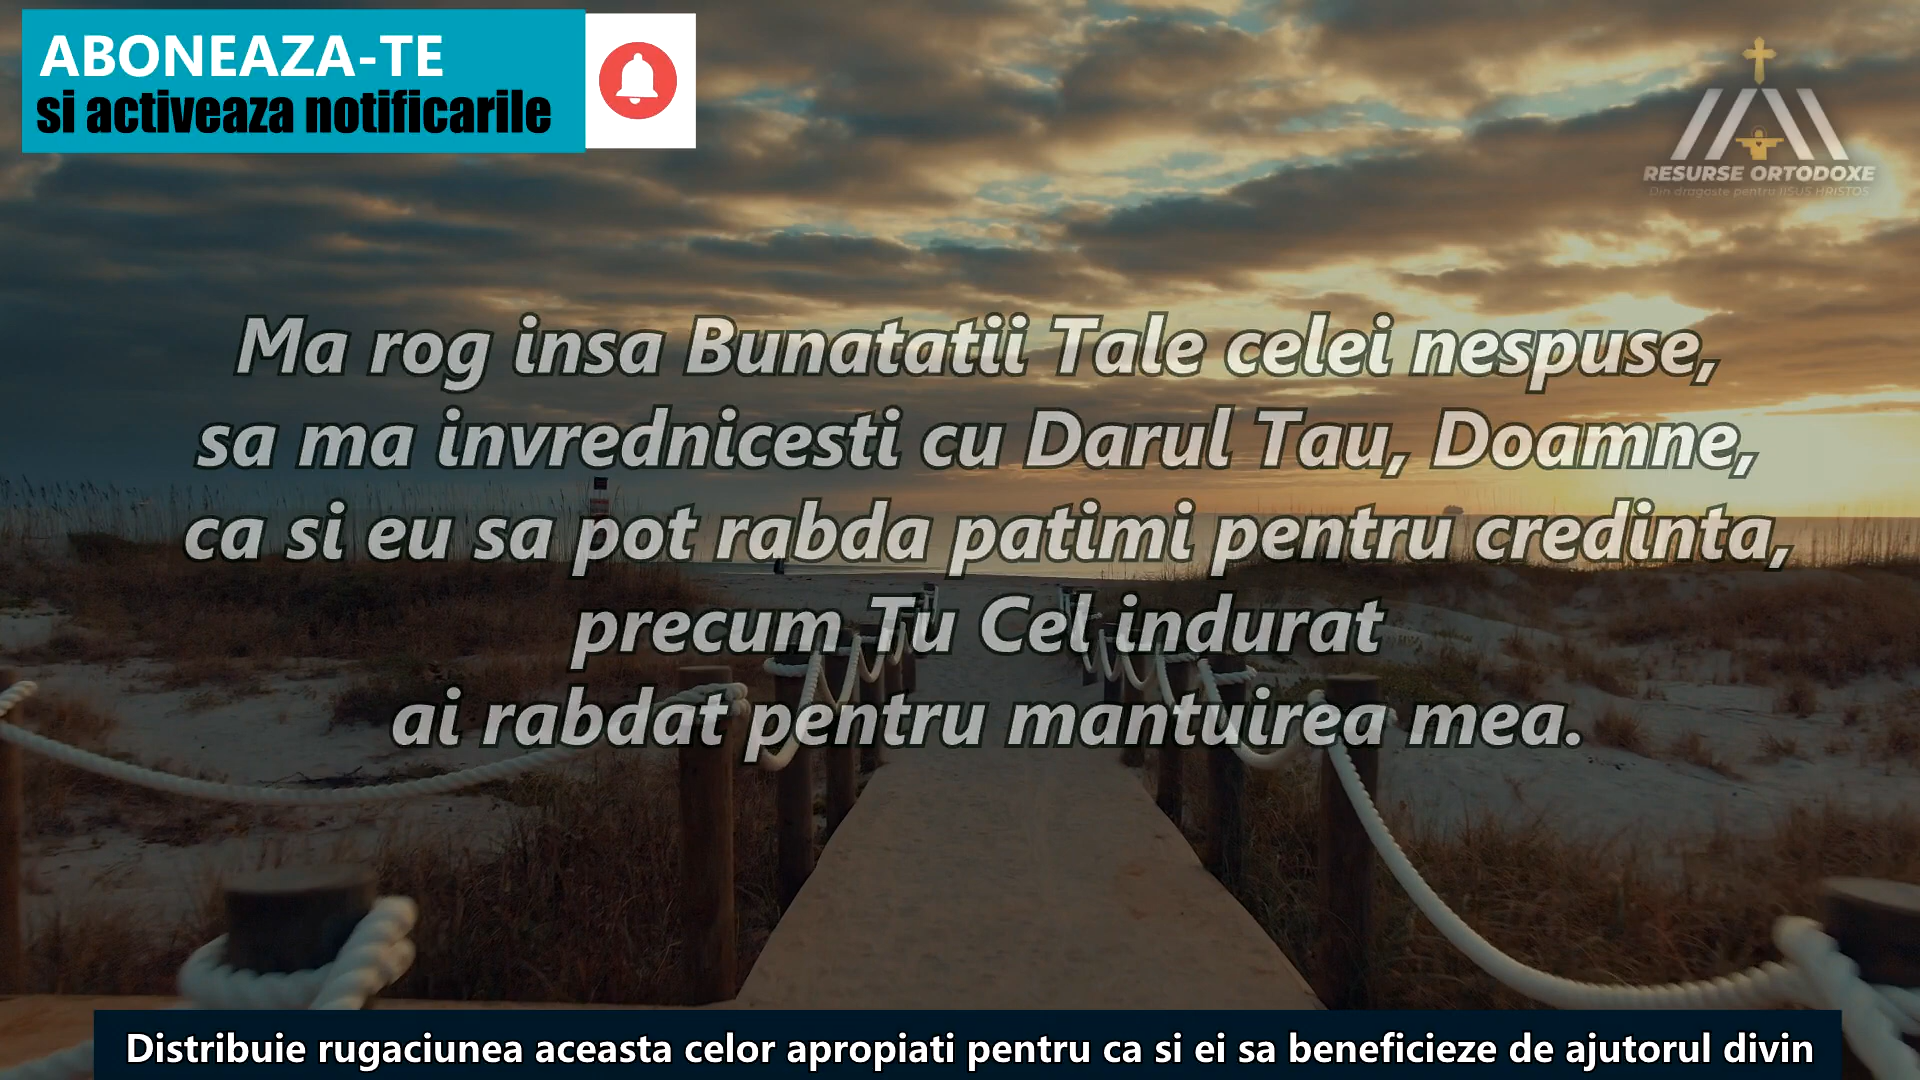 ABONEAZA-TE
si activeaza notificarile
RESURSE ORTODOXE
Din dragoste pentru IISUS HRISTOS
Ma rog insa Bunatatii Tale celei nespuse,
sa ma invrednicesti cu Darul Tau, Doamne,
ca si eu sa pot rabda patimi pentru credinta,
precum Tu Cel indurat
ai rabdat pentru mantuirea mea.
Distribuie rugaciunea aceasta celor apropiati pentru ca si ei sa beneficieze de ajutorul divin